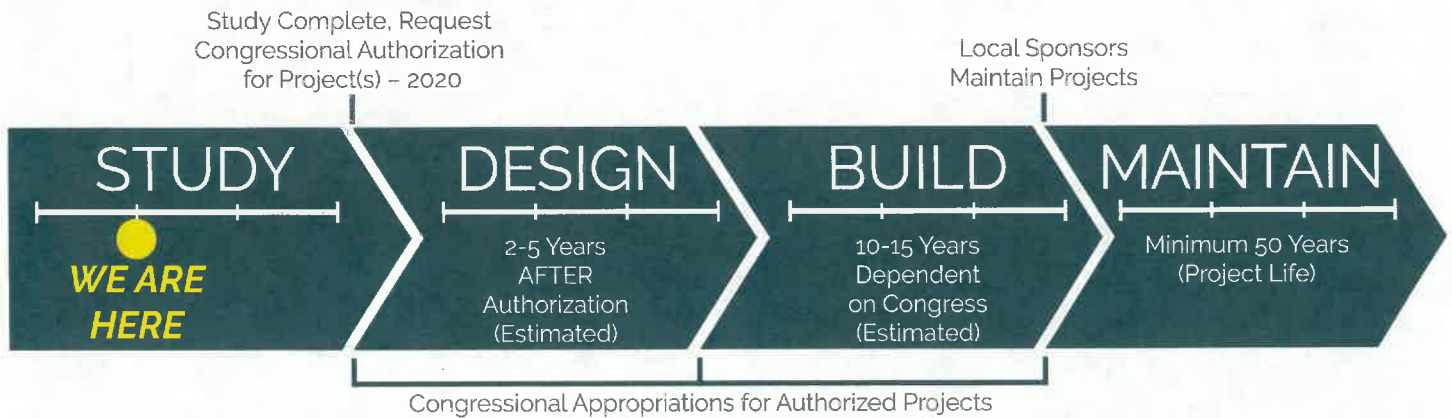 Study Complete, Request
Congressional Authorization
for Project(s) – 2020
Local Sponsors
Maintain Projects
STUDY
WE ARE
HERE
DESIGN
2-5 Years
AFTER
Authorization
(Estimated)
BUILD
10-15 Years
Dependent
on Congress
(Estimated)
MAINTAIN
Minimum 50 Years
(Project Life)
Congressional Appropriations for Authorized Projects